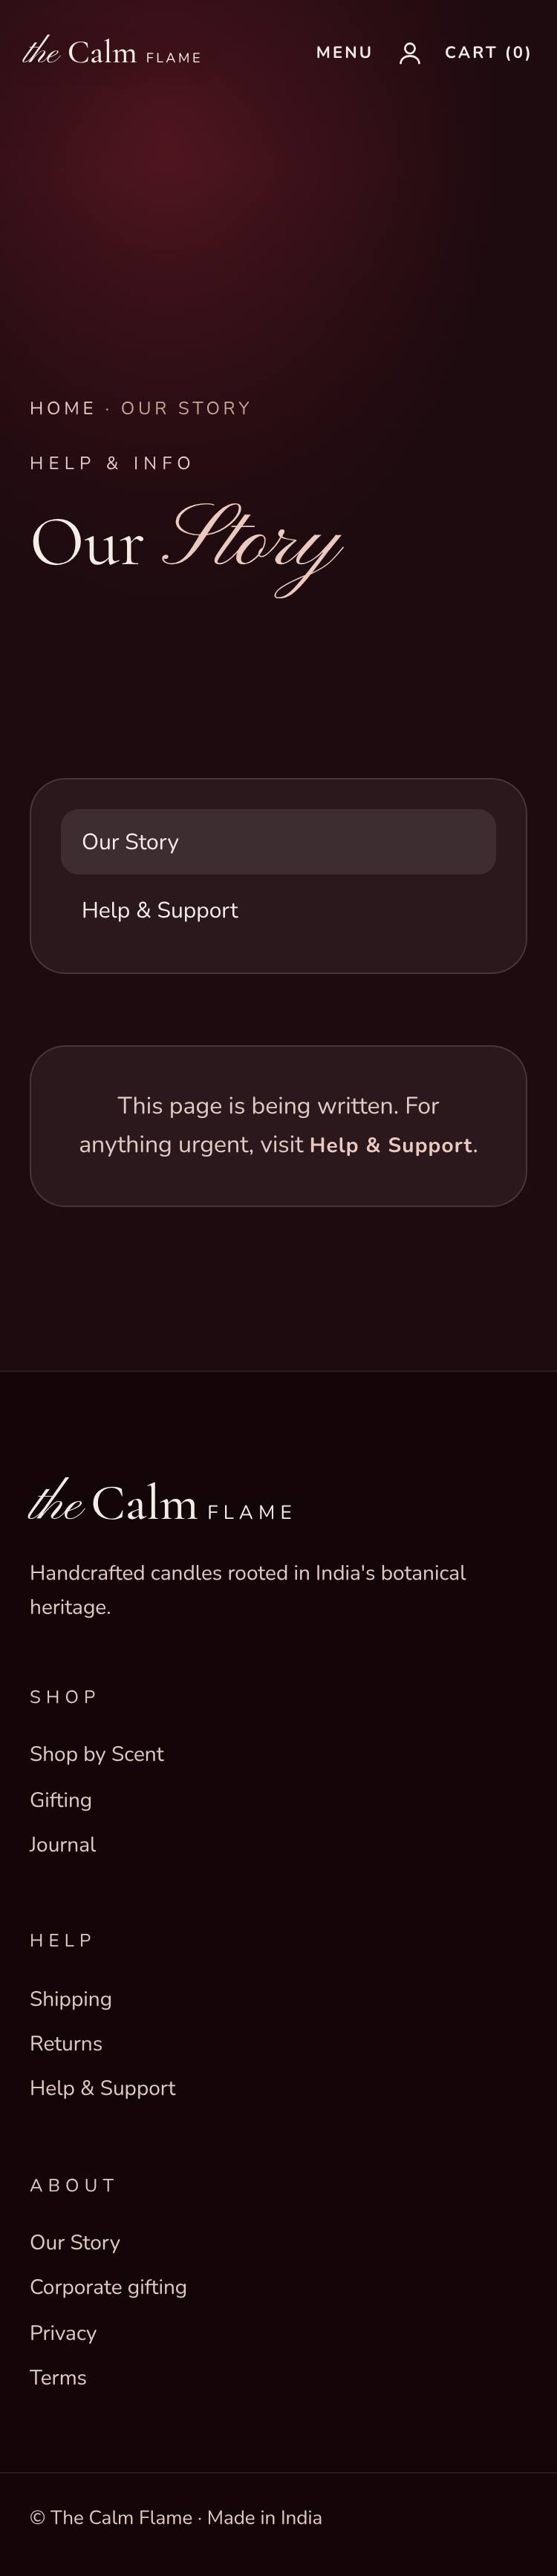 the Calm FLAME
MENU
CART (0)
HOME · OUR STORY
HELP & INFO
Our Story
Our Story
Help & Support
This page is being written. For
anything urgent, visit Help & Support.
the Calm FLAME
Handcrafted candles rooted in India's botanical
heritage.
SHOP
Shop by Scent
Gifting
Journal
HELP
Shipping
Returns
Help & Support
ABOUT
Our Story
Corporate gifting
Privacy
Terms
© The Calm Flame · Made in India